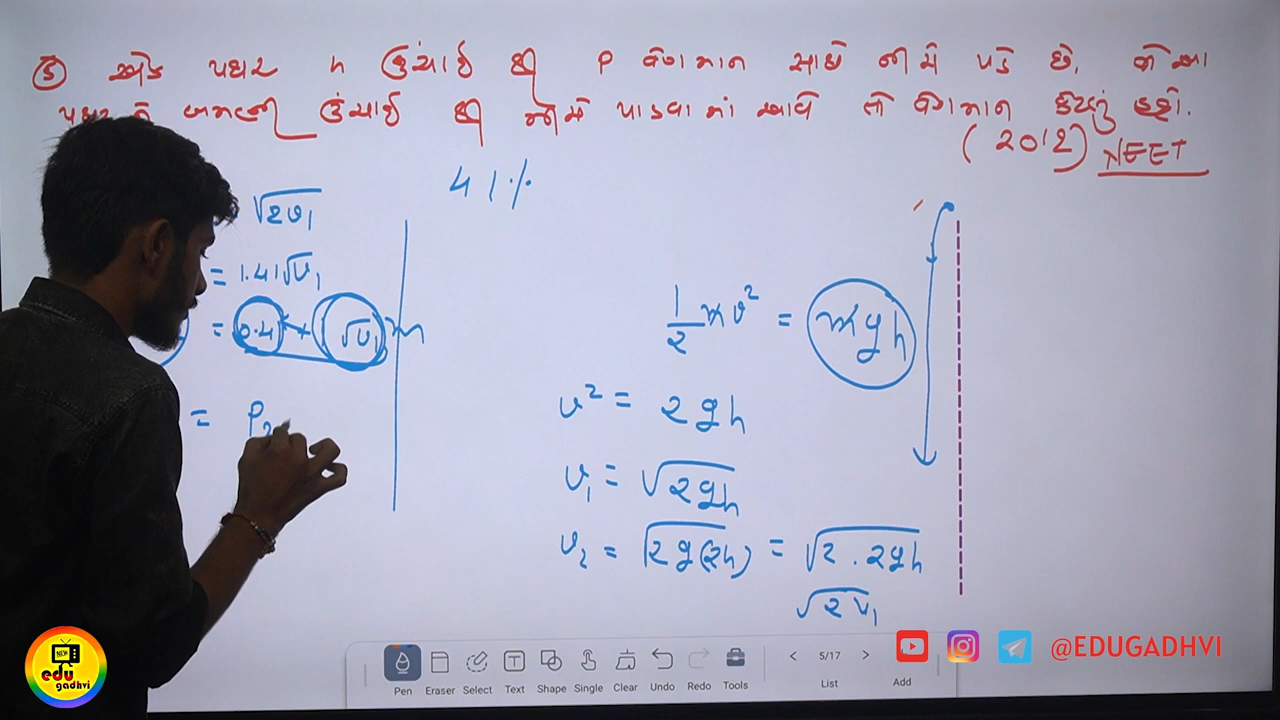 ⑤ એક પથ્થર h ઉંચાઈ થી P વેગમાન સાથે નીચે પડે છે. જો આ
પથ્થર ને બમણી ઉંચાઈ થી નીચે પાડવામાં આવે તો વેગમાન કેટલું હશે.
(2012) NEET
41%
√2v₁
= 1.41√v₁
= 0.41 √v₁
= P₂
1/2 mv² = mgh
v² = 2gh
v₁ = √2gh
v₂ = √2g(2h) = √2 . 2gh
√2 v₁
NEW
edu
gadhvi
Pen Eraser Select Text Shape Single Clear Undo Redo Tools < 5/17 > List Add
@EDUGADHVI